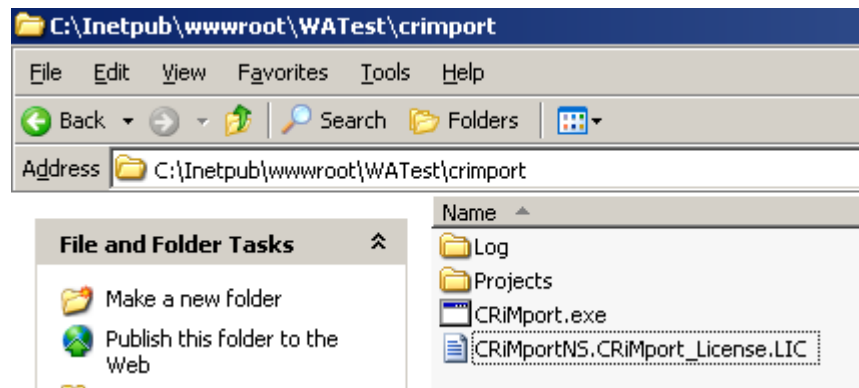 C:\Inetpub\wwwroot\WATest\crimport
File Edit View Favorites Tools Help
Back Search Folders
Address C:\Inetpub\wwwroot\WATest\crimport
Name
File and Folder Tasks
Log
Projects
Make a new folder
CRiMport.exe
Publish this folder to the
Web
CRiMportNS.CRiMport_License.LIC